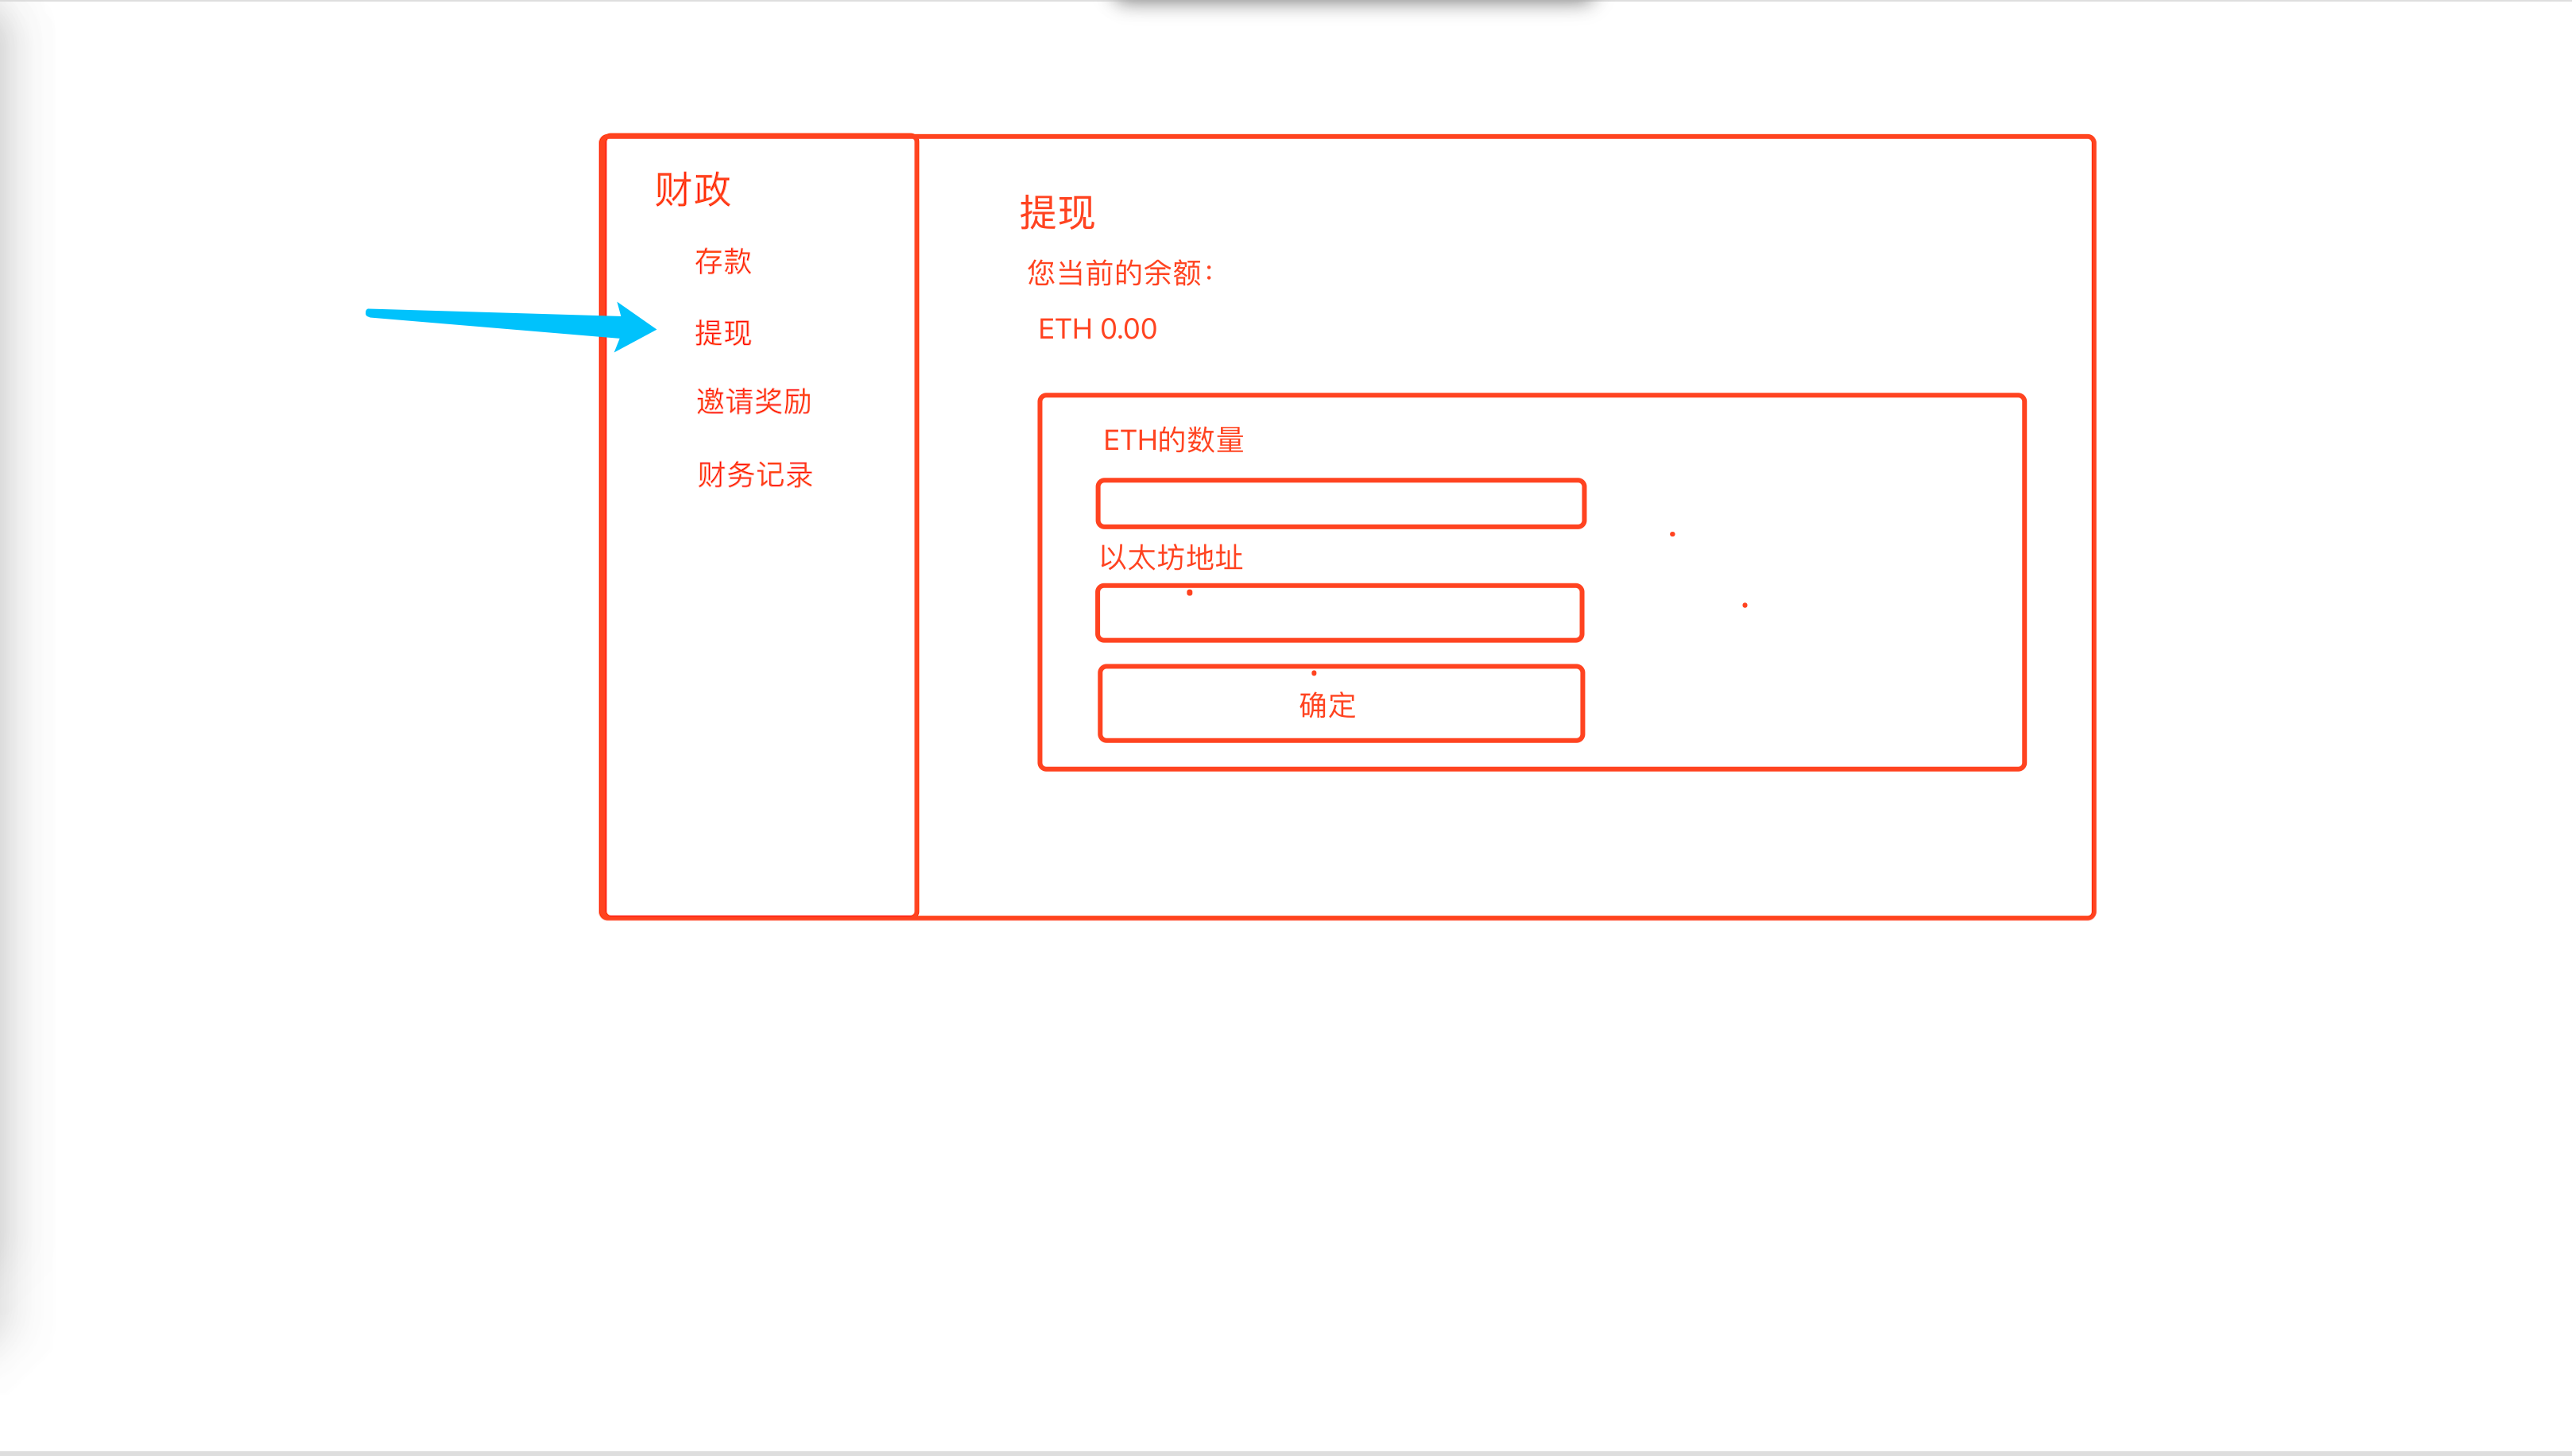 财政
存款
提现
邀请奖励
财务记录
提现
您当前的余额：
ETH 0.00
ETH的数量
以太坊地址
确定